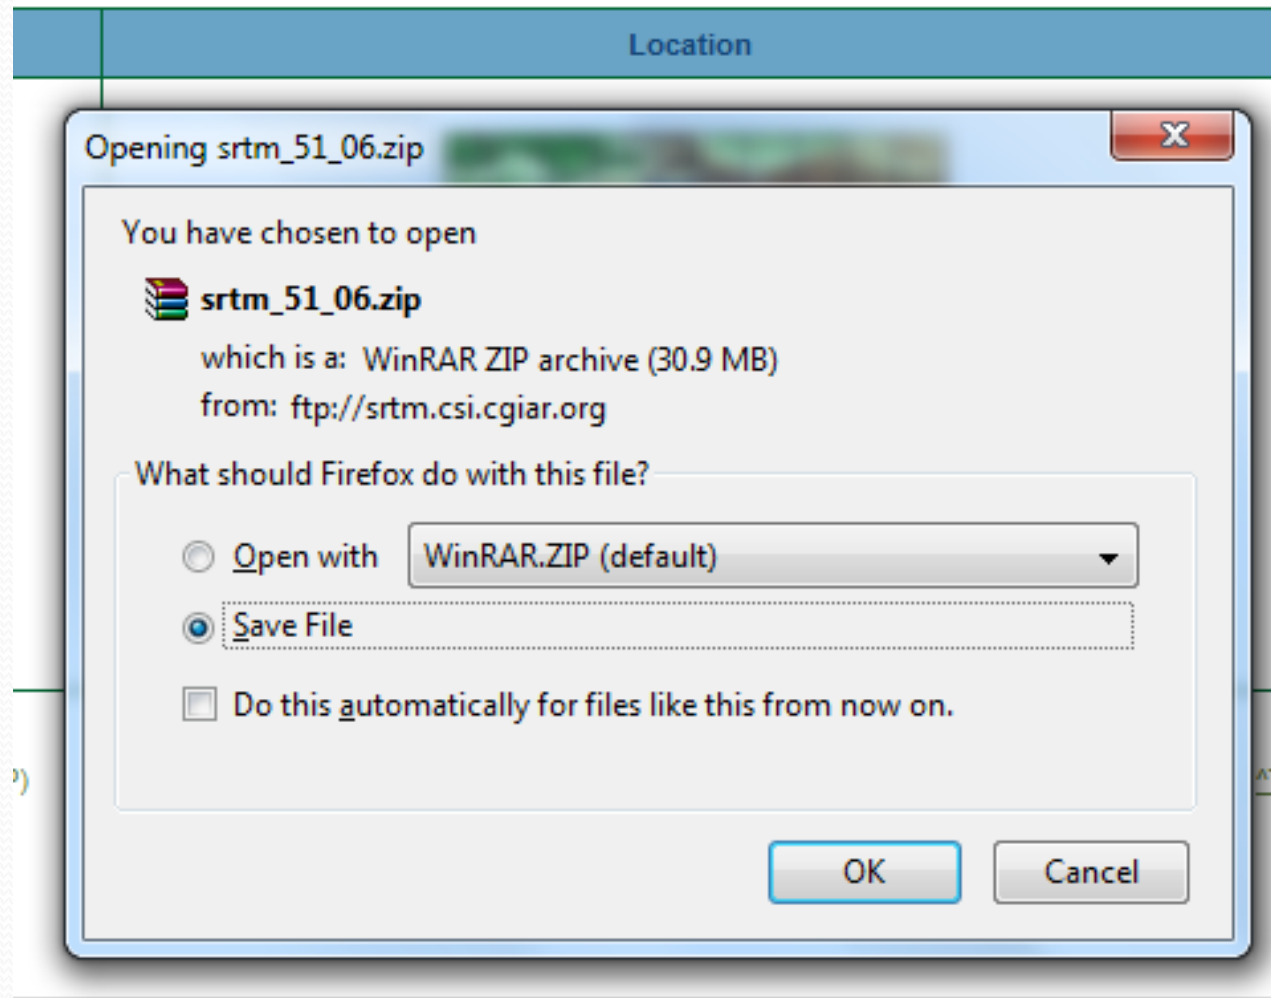 Location
Opening srtm_51_06.zip
You have chosen to open
srtm_51_06.zip
which is a: WinRAR ZIP archive (30.9 MB)
from: ftp://srtm.csi.cgiar.org
What should Firefox do with this file?
Open with WinRAR.ZIP (default)
Save File
Do this automatically for files like this from now on.
OK Cancel